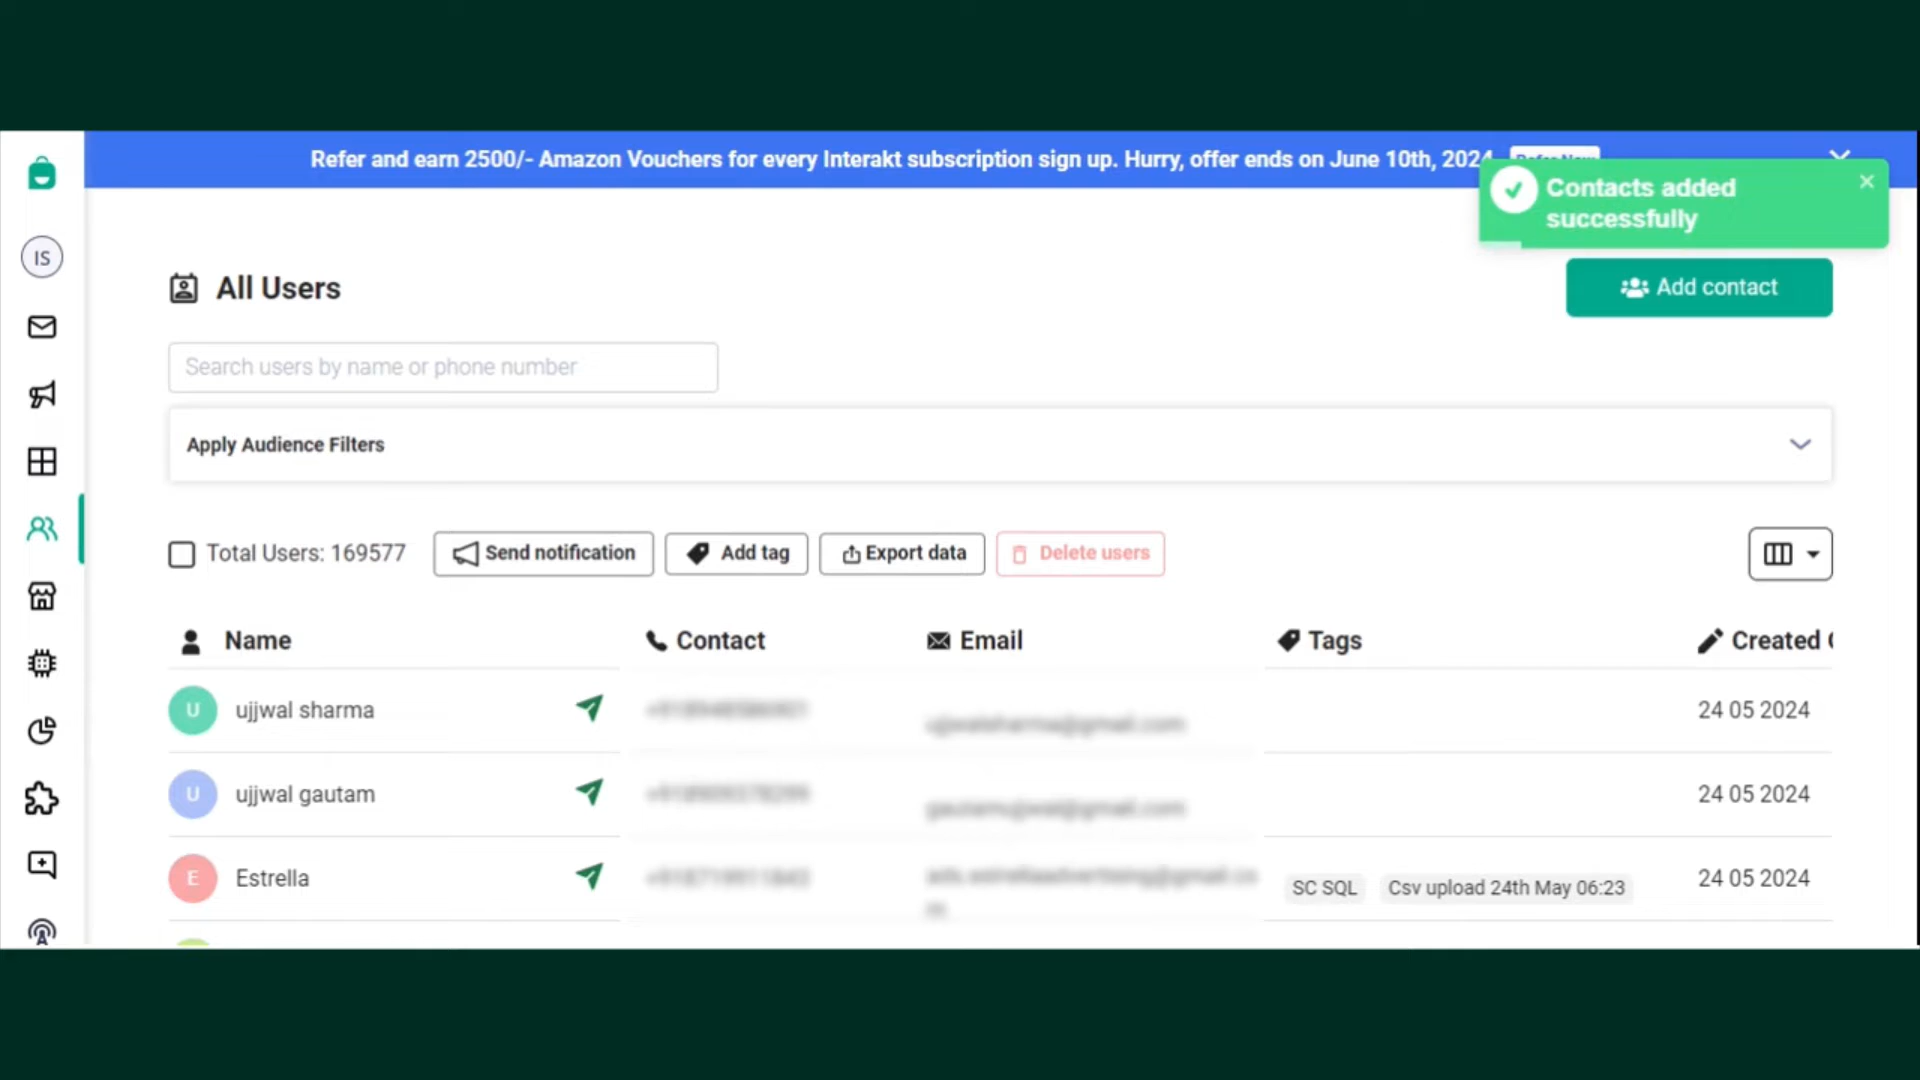 Refer and earn 2500/- Amazon Vouchers for every Interakt subscription sign up. Hurry, offer ends on June 10th, 2024
Contacts added
successfully
IS
All Users
Add contact
Search users by name or phone number
Apply Audience Filters
Total Users: 169577
Send notification
Add tag
Export data
Delete users
Name
Contact
Email
Tags
Created
U
ujjwal sharma
24 05 2024
U
ujjwal gautam
24 05 2024
E
Estrella
SC SQL
Csv upload 24th May 06:23
24 05 2024